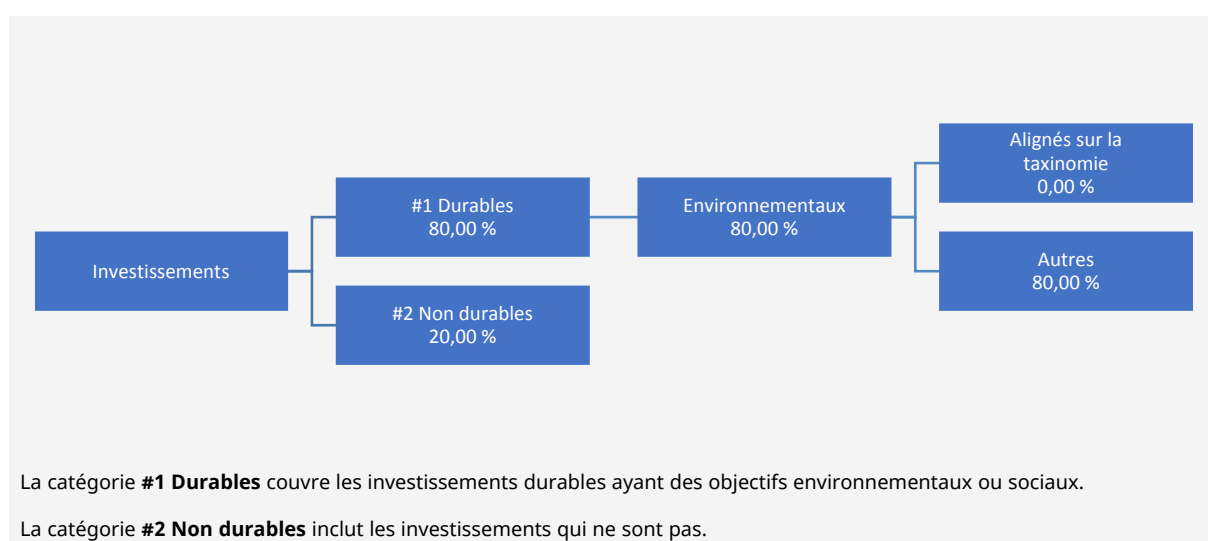 Investissements
#1 Durables
80,00 %
#2 Non durables
20,00 %
Environnementaux
80,00 %
Alignés sur la
taxinomie
0,00 %
Autres
80,00 %
La catégorie #1 Durables couvre les investissements durables ayant des objectifs environnementaux ou sociaux.
La catégorie #2 Non durables inclut les investissements qui ne sont pas.